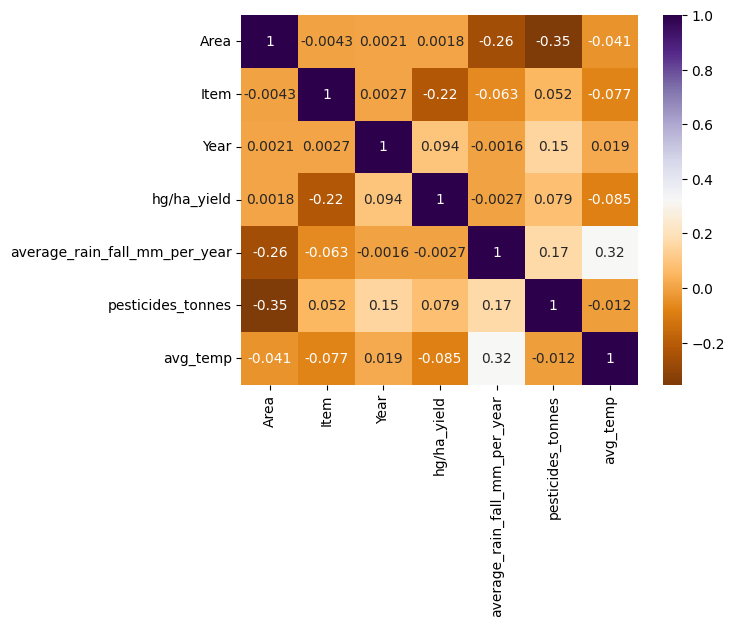 Area 1 -0.0043 0.0021 0.0018 -0.26 -0.35 -0.041
Item -0.0043 1 0.0027 -0.22 -0.063 0.052 -0.077
Year 0.0021 0.0027 1 0.094 -0.0016 0.15 0.019
hg/ha_yield 0.0018 -0.22 0.094 1 -0.0027 0.079 -0.085
average_rain_fall_mm_per_year -0.26 -0.063 -0.0016 -0.0027 1 0.17 0.32
pesticides_tonnes -0.35 0.052 0.15 0.079 0.17 1 -0.012
avg_temp -0.041 -0.077 0.019 -0.085 0.32 -0.012 1
Area
Item
Year
hg/ha_yield
average_rain_fall_mm_per_year
pesticides_tonnes
avg_temp
1.0
0.8
0.6
0.4
0.2
0.0
−0.2